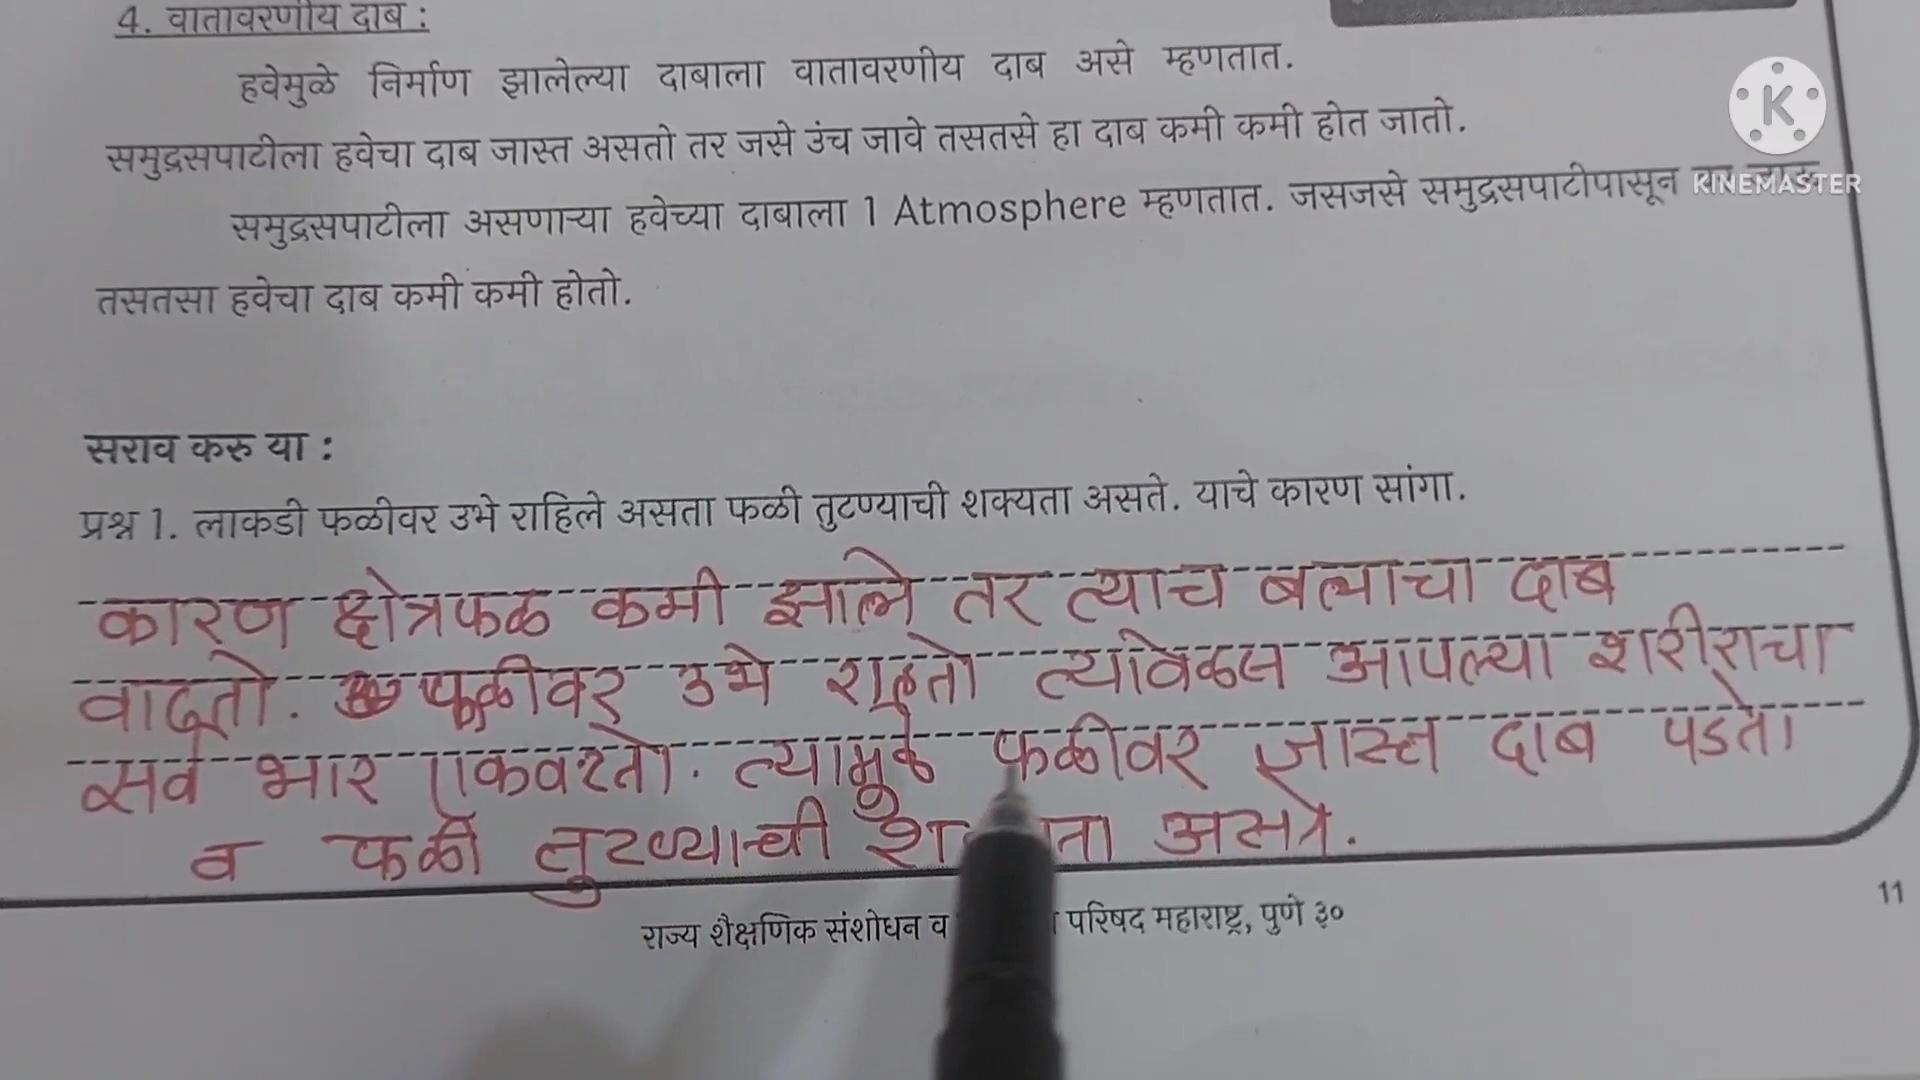 4. वातावरणीय दाब :
हवेमुळे निर्माण झालेल्या दाबाला वातावरणीय दाब असे म्हणतात.
समुद्रसपाटीला हवेचा दाब जास्त असतो तर जसे उंच जावे तसतसे हा दाब कमी कमी होत जातो.
समुद्रसपाटीला असणाऱ्या हवेच्या दाबाला 1 Atmosphere म्हणतात. जसजसे समुद्रसपाटीपासून
KINEMASTER
तसतसा हवेचा दाब कमी कमी होतो.
सराव करु या :
प्रश्न 1. लाकडी फळीवर उभे राहिले असता फळी तुटण्याची शक्यता असते. याचे कारण सांगा.
कारण क्षेत्रफळ कमी झाले तर त्याच बलाचा दाब
वाढतो. फळीवर उभे राहतो त्यावेळस आपल्या शरीराचा
सर्व भार एकवटतो. त्यामुळे फळीवर जास्त दाब पडतो
व फळी तुटण्याची असते.
राज्य शैक्षणिक संशोधन व परिषद महाराष्ट्र, पुणे ३०
11